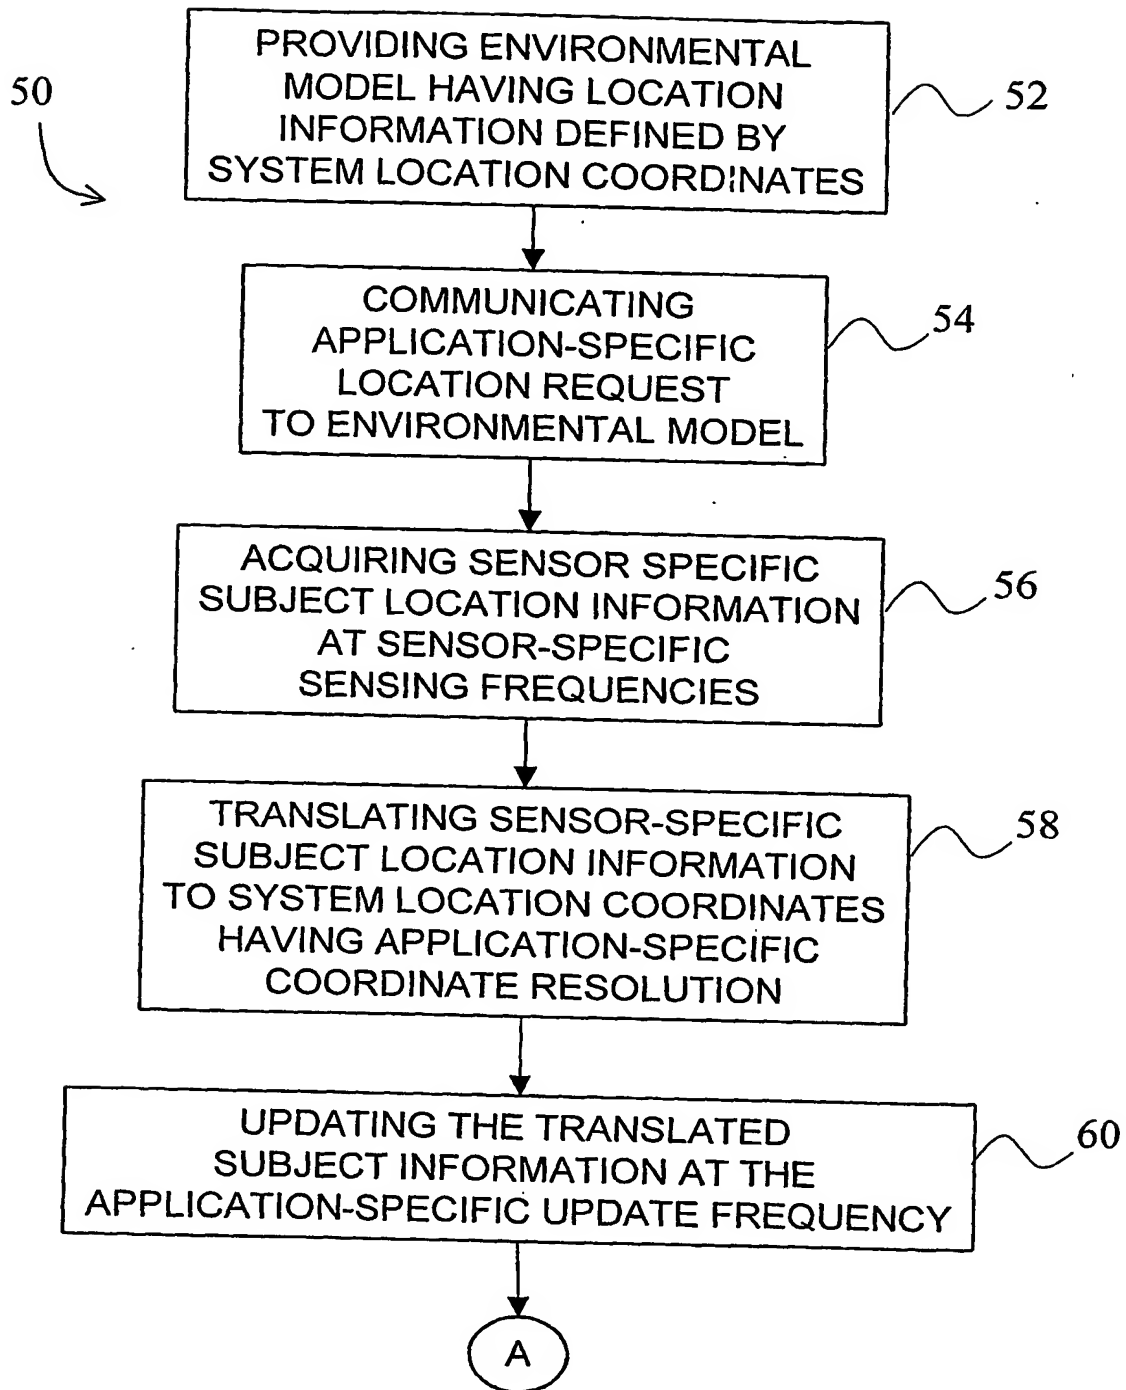 50
PROVIDING ENVIRONMENTAL
MODEL HAVING LOCATION
INFORMATION DEFINED BY
SYSTEM LOCATION COORDINATES
52
COMMUNICATING
APPLICATION-SPECIFIC
LOCATION REQUEST
TO ENVIRONMENTAL MODEL
54
ACQUIRING SENSOR SPECIFIC
SUBJECT LOCATION INFORMATION
AT SENSOR-SPECIFIC
SENSING FREQUENCIES
56
TRANSLATING SENSOR-SPECIFIC
SUBJECT LOCATION INFORMATION
TO SYSTEM LOCATION COORDINATES
HAVING APPLICATION-SPECIFIC
COORDINATE RESOLUTION
58
UPDATING THE TRANSLATED
SUBJECT INFORMATION AT THE
APPLICATION-SPECIFIC UPDATE FREQUENCY
60
A